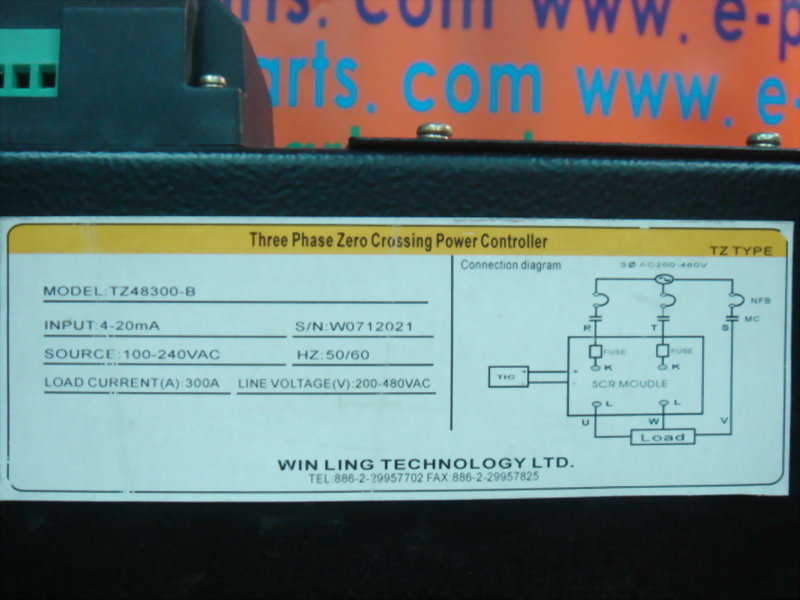 com www. e-p
arts. com www. e-
Three Phase Zero Crossing Power Controller
TZ TYPE
MODEL:TZ48300-B
INPUT:4-20mA S/N:W0712021
SOURCE:100-240VAC HZ:50/60
LOAD CURRENT(A):300A LINE VOLTAGE(V):200-480VAC
Connection diagram
3Ø AC200-480V
NFB
MC
R T S
FUSE FUSE
K K
TIC + - + -
SCR MOUDLE
L L
U W V
Load
WIN LING TECHNOLOGY LTD.
TEL:886-2-29957702 FAX:886-2-29957825